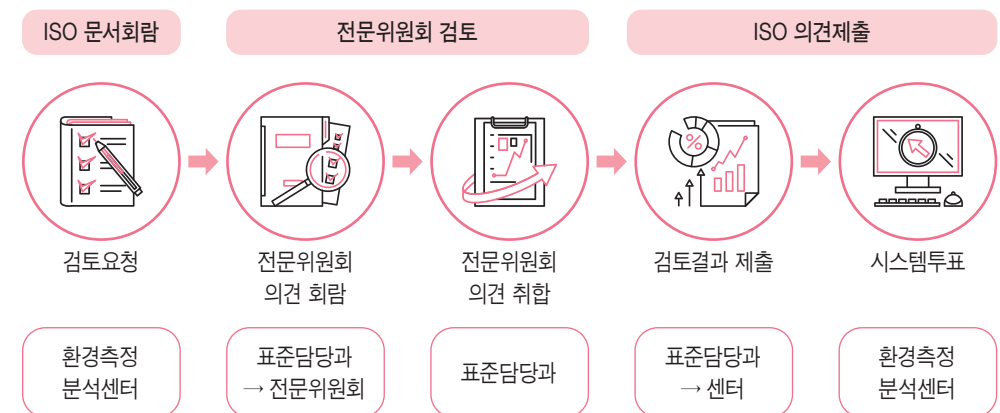 ISO 문서회람
전문위원회 검토
ISO 의견제출
%
검토요청
전문위원회
의견 회람
전문위원회
의견 취합
검토결과 제출
시스템투표
환경측정
분석센터
표준담당과
→ 전문위원회
표준담당과
표준담당과
→ 센터
환경측정
분석센터